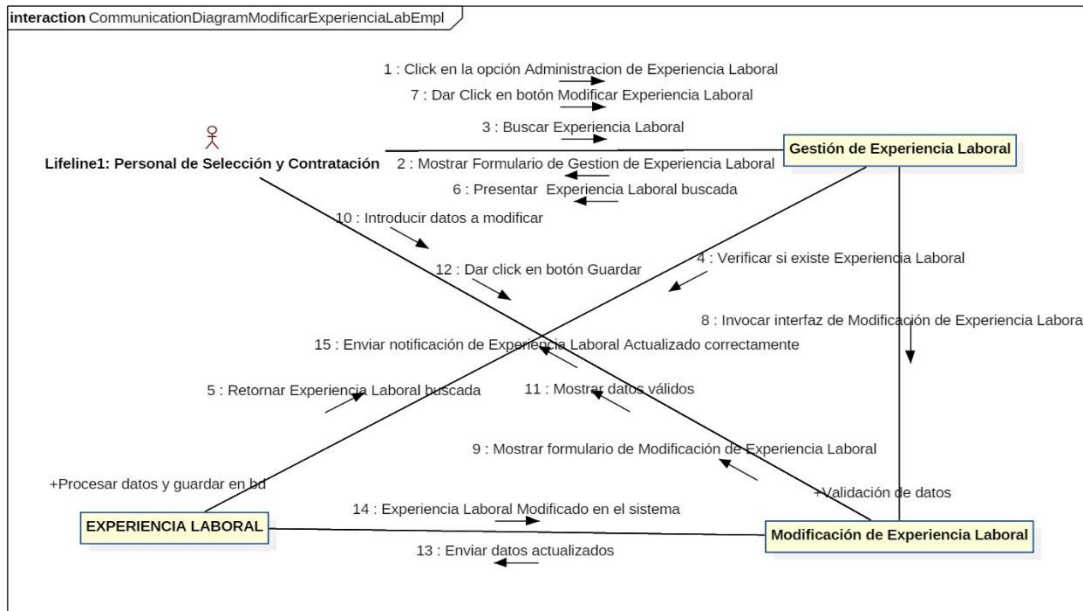 interaction CommunicationDiagramModificarExperienciaLabEmpl
1 : Click en la opción Administracion de Experiencia Laboral
7 : Dar Click en botón Modificar Experiencia Laboral
3 : Buscar Experiencia Laboral
Lifeline1: Personal de Selección y Contratación
Gestión de Experiencia Laboral
2 : Mostrar Formulario de Gestion de Experiencia Laboral
6 : Presentar Experiencia Laboral buscada
10 : Introducir datos a modificar
12 : Dar click en botón Guardar
4 : Verificar si existe Experiencia Laboral
8 : Invocar interfaz de Modificación de Experiencia Labora
15 : Enviar notificación de Experiencia Laboral Actualizado correctamente
5 : Retornar Experiencia Laboral buscada
11 : Mostrar datos válidos
9 : Mostrar formulario de Modificación de Experiencia Laboral
+Procesar datos y guardar en bd
+Validación de datos
14 : Experiencia Laboral Modificado en el sistema
EXPERIENCIA LABORAL
Modificación de Experiencia Laboral
13 : Enviar datos actualizados